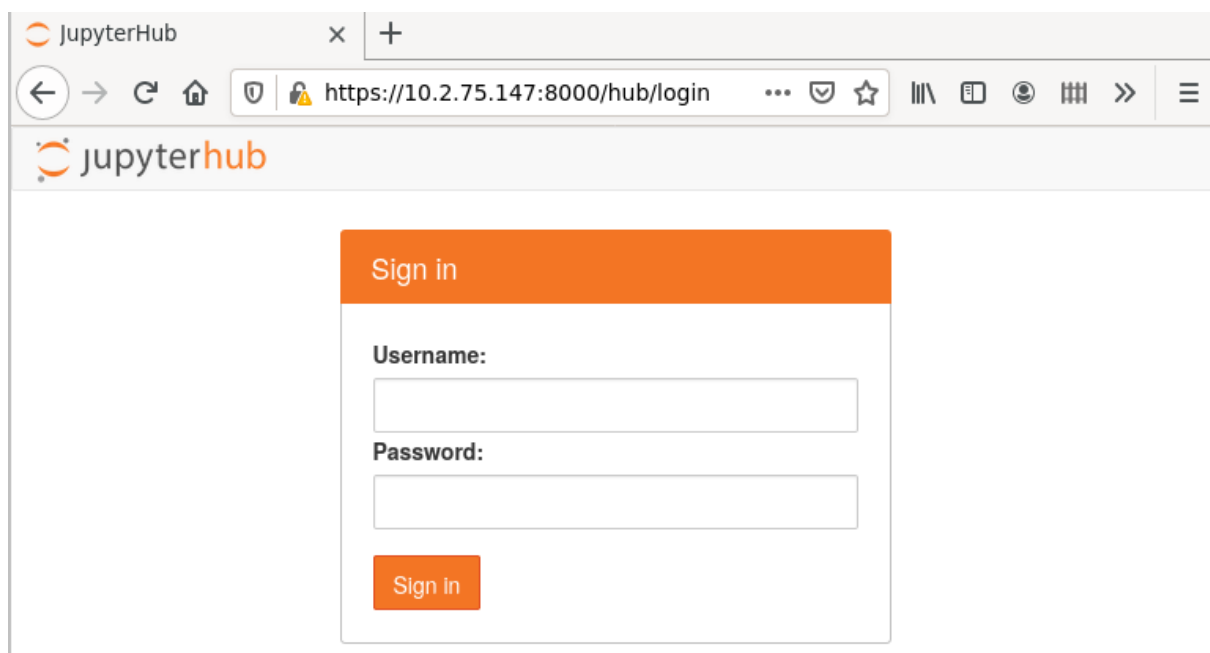 JupyterHub
https://10.2.75.147:8000/hub/login
jupyterhub
Sign in
Username:
Password:
Sign in